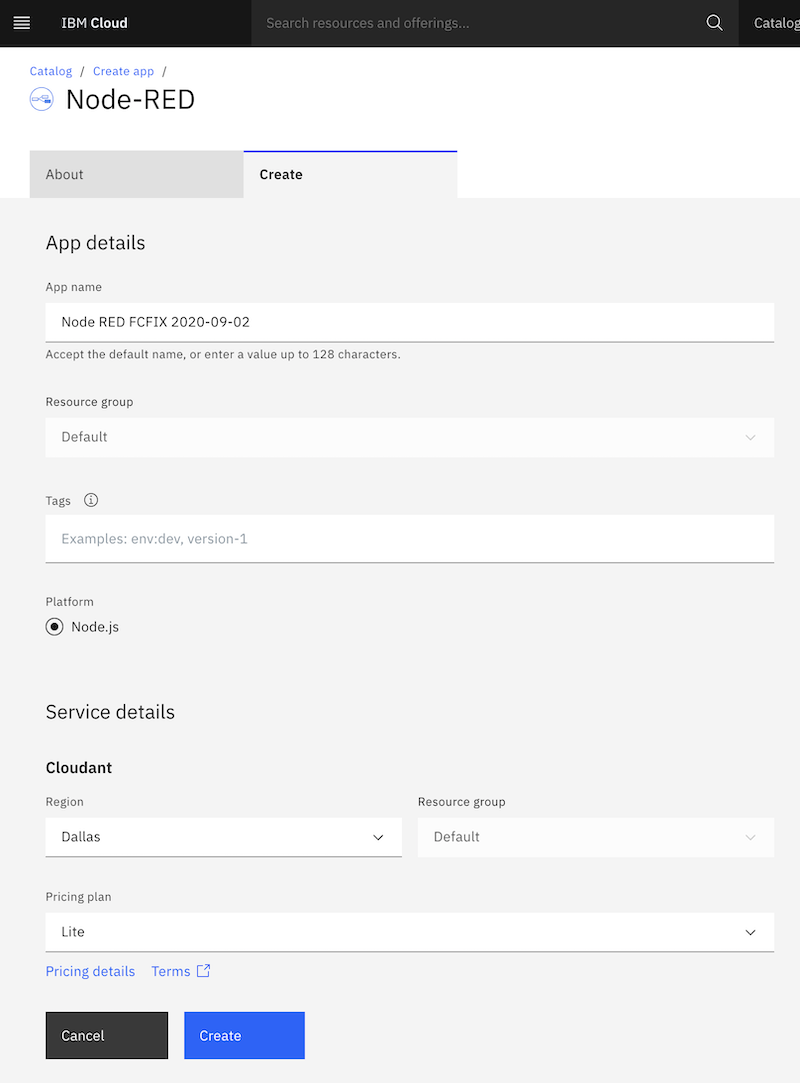 IBM Cloud
Search resources and offerings...
Catalog
Catalog / Create app /
Node-RED
About
Create
App details
App name
Node RED FCFIX 2020-09-02
Accept the default name, or enter a value up to 128 characters.
Resource group
Default
Tags
Examples: env:dev, version-1
Platform
Node.js
Service details
Cloudant
Region
Resource group
Dallas
Default
Pricing plan
Lite
Pricing details Terms
Cancel
Create